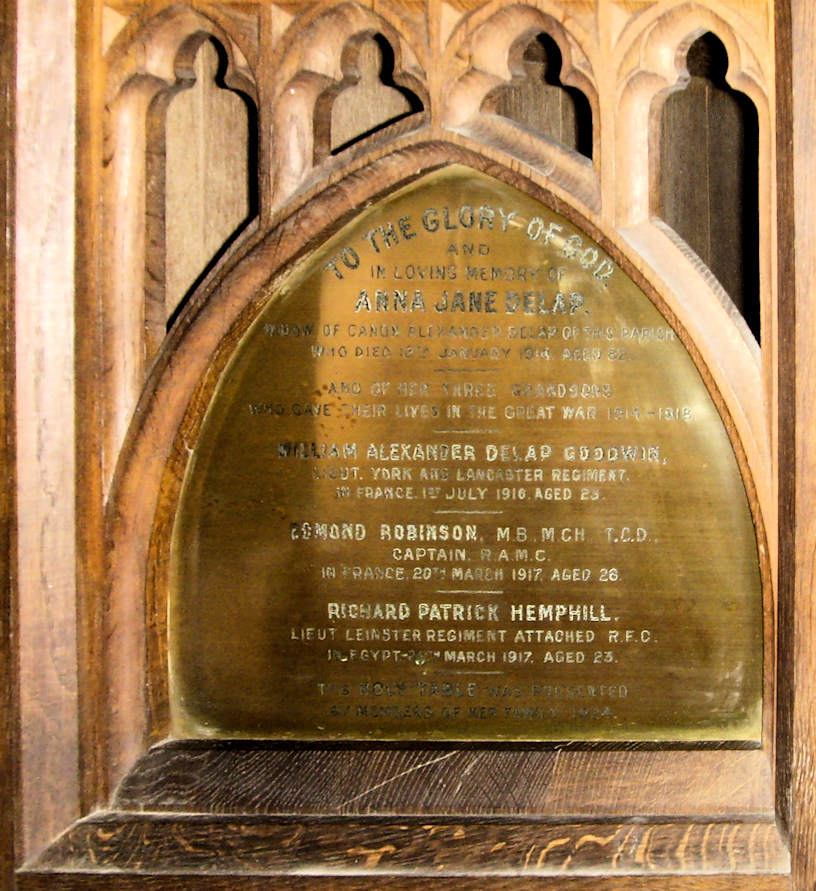 TO THE GLORY OF GOD
AND
IN LOVING MEMORY OF
ANNA JANE DELAP.
WIDOW OF CANON ALEXANDER DELAP OF THIS PARISH
WHO DIED 12TH JANUARY 1914. AGED 82.
AND OF HER THREE GRANDSONS
WHO GAVE THEIR LIVES IN THE GREAT WAR 1914-1918.
WILLIAM ALEXANDER DELAP GOODWIN,
LIEUT. YORK AND LANCASTER REGIMENT.
IN FRANCE. 1ST JULY 1916. AGED 23.
EDMOND ROBINSON, M.B., M.CH., T.C.D.,
CAPTAIN. R.A.M.C.
IN FRANCE. 20TH MARCH 1917. AGED 26.
RICHARD PATRICK HEMPHILL.
LIEUT LEINSTER REGIMENT ATTACHED R.F.C.
IN EGYPT MARCH 1917. AGED 23.
THE HOLY TABLE WAS PRESENTED
BY MEMBERS OF HER FAMILY